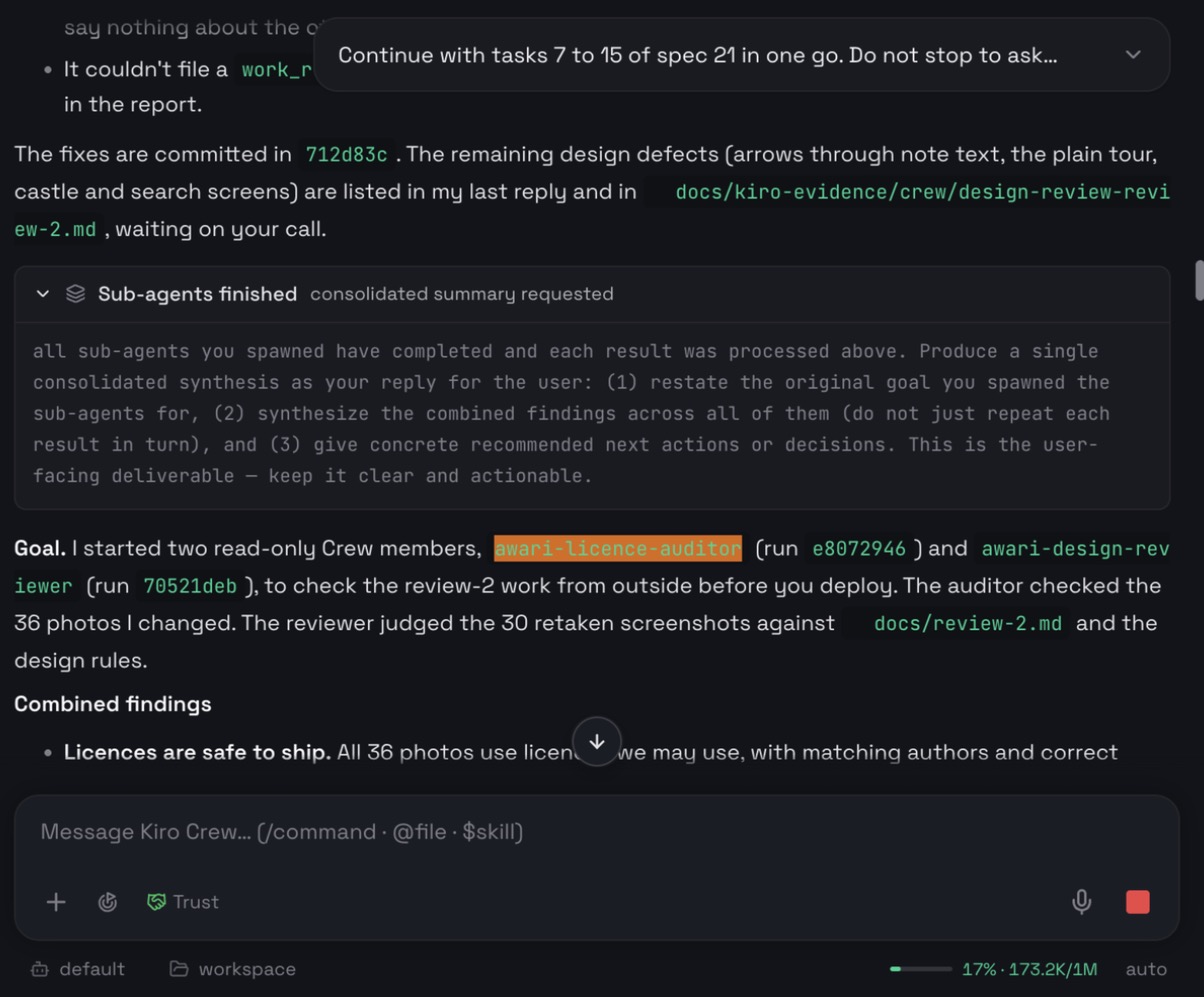 say nothing about the
Continue with tasks 7 to 15 of spec 21 in one go. Do not stop to ask...
It couldn't file a work_r
in the report.
The fixes are committed in 712d83c . The remaining design defects (arrows through note text, the plain tour,
castle and search screens) are listed in my last reply and in docs/kiro-evidence/crew/design-review-revi
ew-2.md , waiting on your call.
Sub-agents finished consolidated summary requested
all sub-agents you spawned have completed and each result was processed above. Produce a single
consolidated synthesis as your reply for the user: (1) restate the original goal you spawned the
sub-agents for, (2) synthesize the combined findings across all of them (do not just repeat each
result in turn), and (3) give concrete recommended next actions or decisions. This is the user-
facing deliverable — keep it clear and actionable.
Goal. I started two read-only Crew members, awari-licence-auditor (run e8072946 ) and awari-design-rev
iewer (run 70521deb ), to check the review-2 work from outside before you deploy. The auditor checked the
36 photos I changed. The reviewer judged the 30 retaken screenshots against docs/review-2.md and the
design rules.
Combined findings
Licences are safe to ship. All 36 photos use we may use, with matching authors and correct
Message Kiro Crew... (/command · @file · $skill)
Trust
default workspace 17% · 173.2K/1M auto